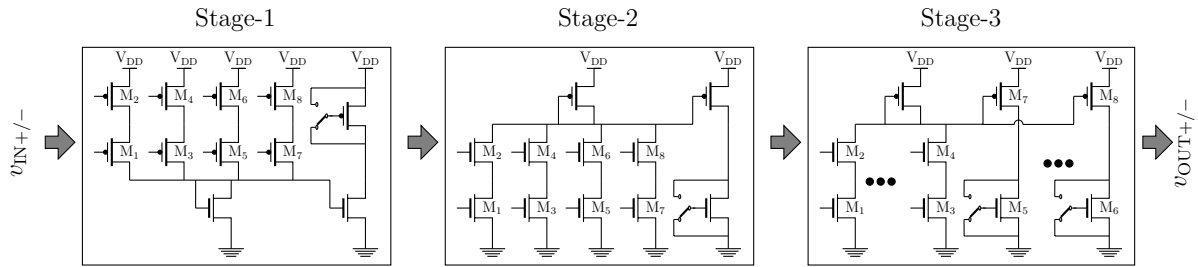 Stage-1
Stage-2
Stage-3
v_IN+/−
V_DD V_DD V_DD V_DD V_DD
M_2 M_4 M_6 M_8
M_1 M_3 M_5 M_7
V_DD V_DD
M_2 M_4 M_6 M_8
M_1 M_3 M_5 M_7
V_DD V_DD V_DD
M_7 M_8
M_2 M_4
M_1 M_3 M_5 M_6
v_OUT+/−